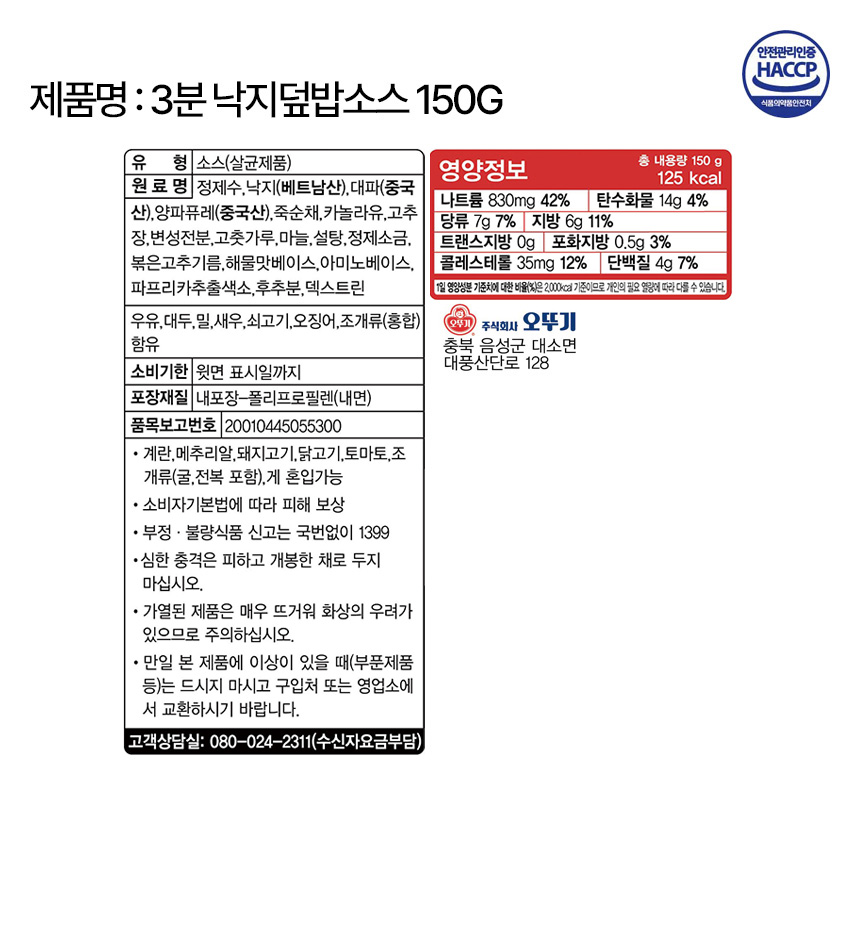 안전관리인증
HACCP
식품의약품안전처
제품명 : 3분 낙지덮밥소스 150G
유 형 소스(살균제품)
원료명 정제수,낙지(베트남산),대파(중국
산),양파퓨레(중국산),죽순채,카놀라유,고추
장,변성전분,고춧가루,마늘,설탕,정제소금,
볶은고추기름,해물맛베이스,아미노베이스,
파프리카추출색소,후추분,덱스트린
우유,대두,밀,새우,쇠고기,오징어,조개류(홍합)
함유
소비기한 윗면 표시일까지
포장재질 내포장-폴리프로필렌(내면)
품목보고번호 20010445055300
• 계란,메추리알,돼지고기,닭고기,토마토,조
개류(굴,전복 포함),게 혼입가능
• 소비자기본법에 따라 피해 보상
• 부정 · 불량식품 신고는 국번없이 1399
• 심한 충격은 피하고 개봉한 채로 두지
마십시오.
• 가열된 제품은 매우 뜨거워 화상의 우려가
있으므로 주의하십시오.
• 만일 본 제품에 이상이 있을 때(부푼제품
등)는 드시지 마시고 구입처 또는 영업소에
서 교환하시기 바랍니다.
고객상담실: 080-024-2311(수신자요금부담)
영양정보 총 내용량 150 g
125 kcal
나트륨 830mg 42% 탄수화물 14g 4%
당류 7g 7% 지방 6g 11%
트랜스지방 0g 포화지방 0.5g 3%
콜레스테롤 35mg 12% 단백질 4g 7%
1일 영양성분 기준치에 대한 비율(%)은 2,000kcal 기준이므로 개인의 필요 열량에 따라 다를 수 있습니다.
오뚜기 주식회사 오뚜기
충북 음성군 대소면
대풍산단로 128